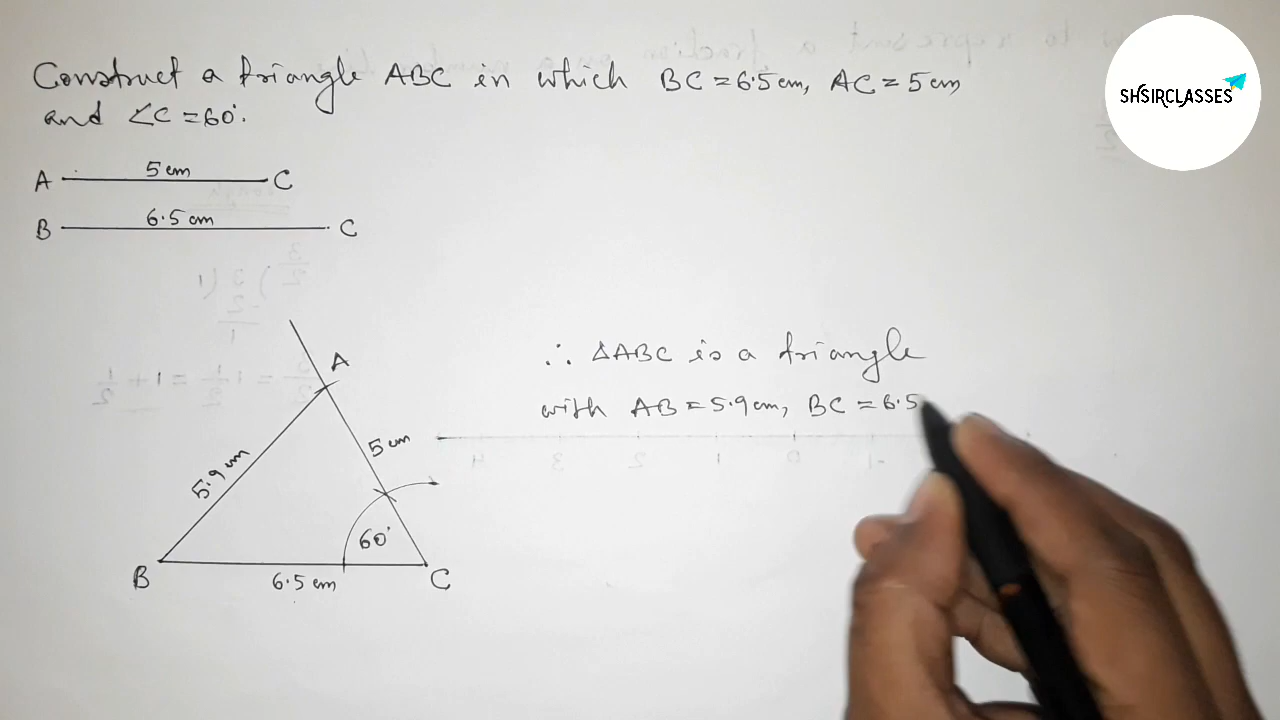 Construct a triangle ABC in which BC = 6.5 cm, AC = 5 cm
and ∠C = 60°.
SHSIRCLASSES
A 5 cm C
B 6.5 cm C
A
∴ △ABC is a triangle
with AB = 5.9 cm, BC = 6.5
5 cm
5.9 cm
60°
B 6.5 cm C